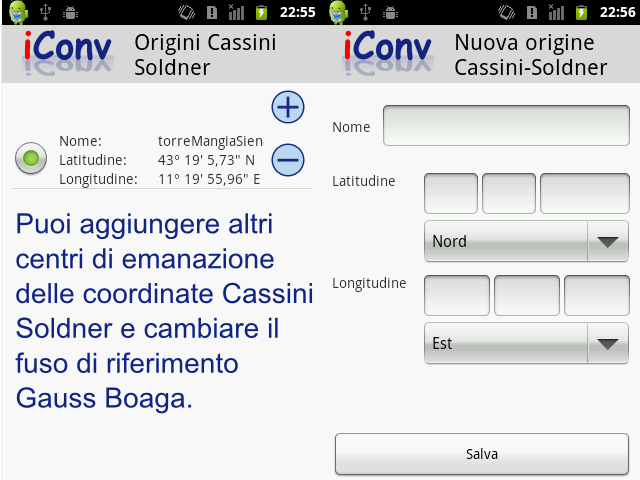 22:55
iConv
Origini Cassini
Soldner
Nome: torreMangiaSien
Latitudine: 43° 19' 5,73" N
Longitudine: 11° 19' 55,96" E
Puoi aggiungere altri
centri di emanazione
delle coordinate Cassini
Soldner e cambiare il
fuso di riferimento
Gauss Boaga.
22:56
iConv
Nuova origine
Cassini-Soldner
Nome
Latitudine
Nord
Longitudine
Est
Salva